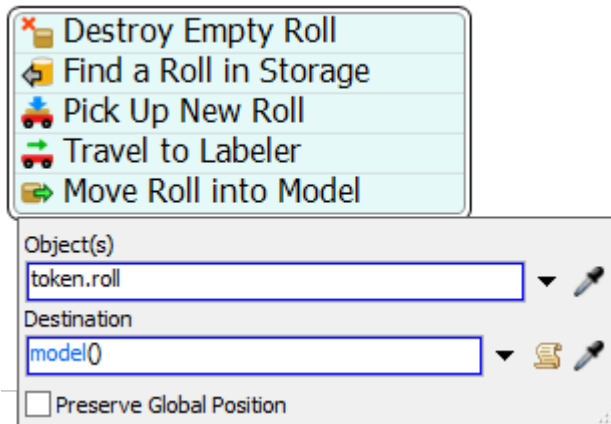 Destroy Empty Roll
Find a Roll in Storage
Pick Up New Roll
Travel to Labeler
Move Roll into Model
Object(s)
token.roll
Destination
model()
Preserve Global Position